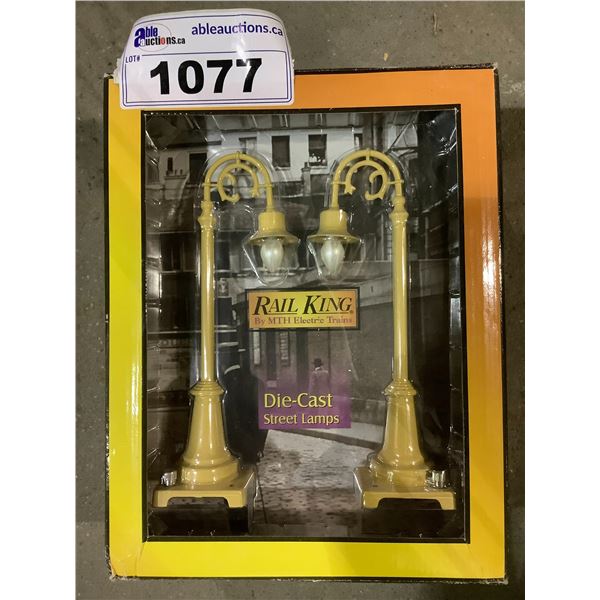 able
auctions.ca
ableauctions.ca
LOT#
1077
RAIL KING®
By MTH Electric Trains
Die-Cast
Street Lamps